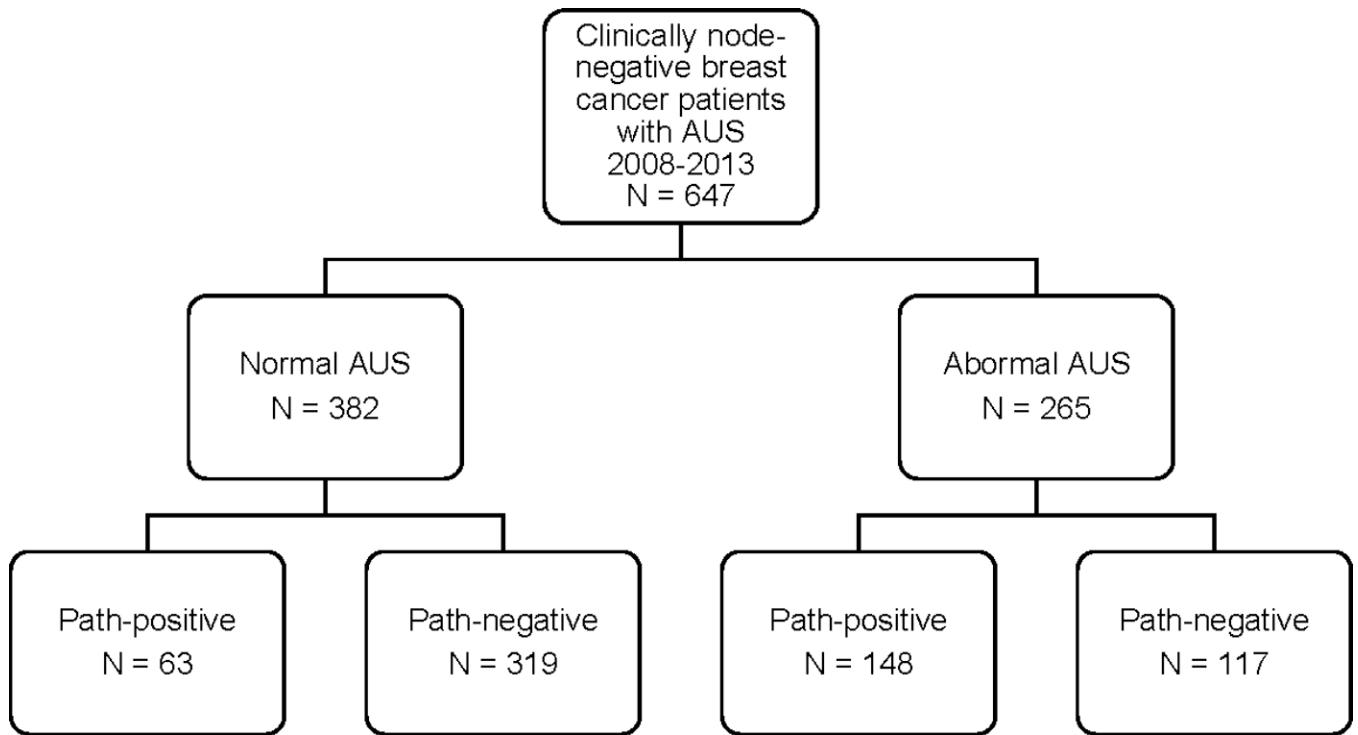 Clinically node-
negative breast
cancer patients
with AUS
2008-2013
N = 647
Normal AUS
N = 382
Abormal AUS
N = 265
Path-positive
N = 63
Path-negative
N = 319
Path-positive
N = 148
Path-negative
N = 117